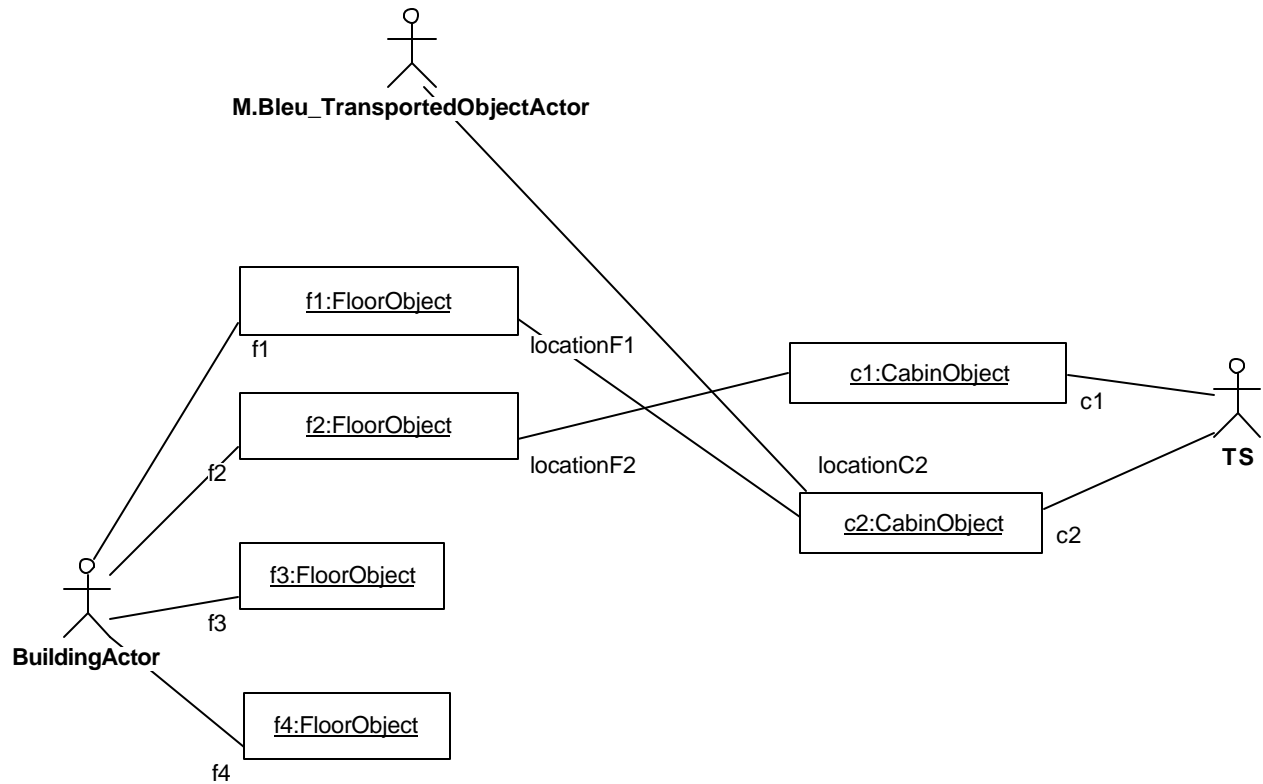 M.Bleu_TransportedObjectActor
f1:FloorObject
f1
locationF1
c1:CabinObject
c1
f2:FloorObject
f2
locationF2
TS
locationC2
c2:CabinObject
c2
f3:FloorObject
f3
BuildingActor
f4:FloorObject
f4